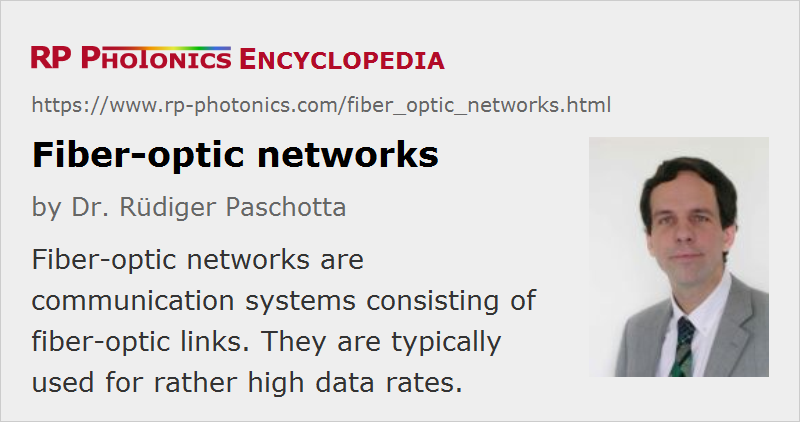 RP PHOTONICS ENCYCLOPEDIA
https://www.rp-photonics.com/fiber_optic_networks.html
Fiber-optic networks
by Dr. Rüdiger Paschotta
Fiber-optic networks are
communication systems consisting of
fiber-optic links. They are typically
used for rather high data rates.